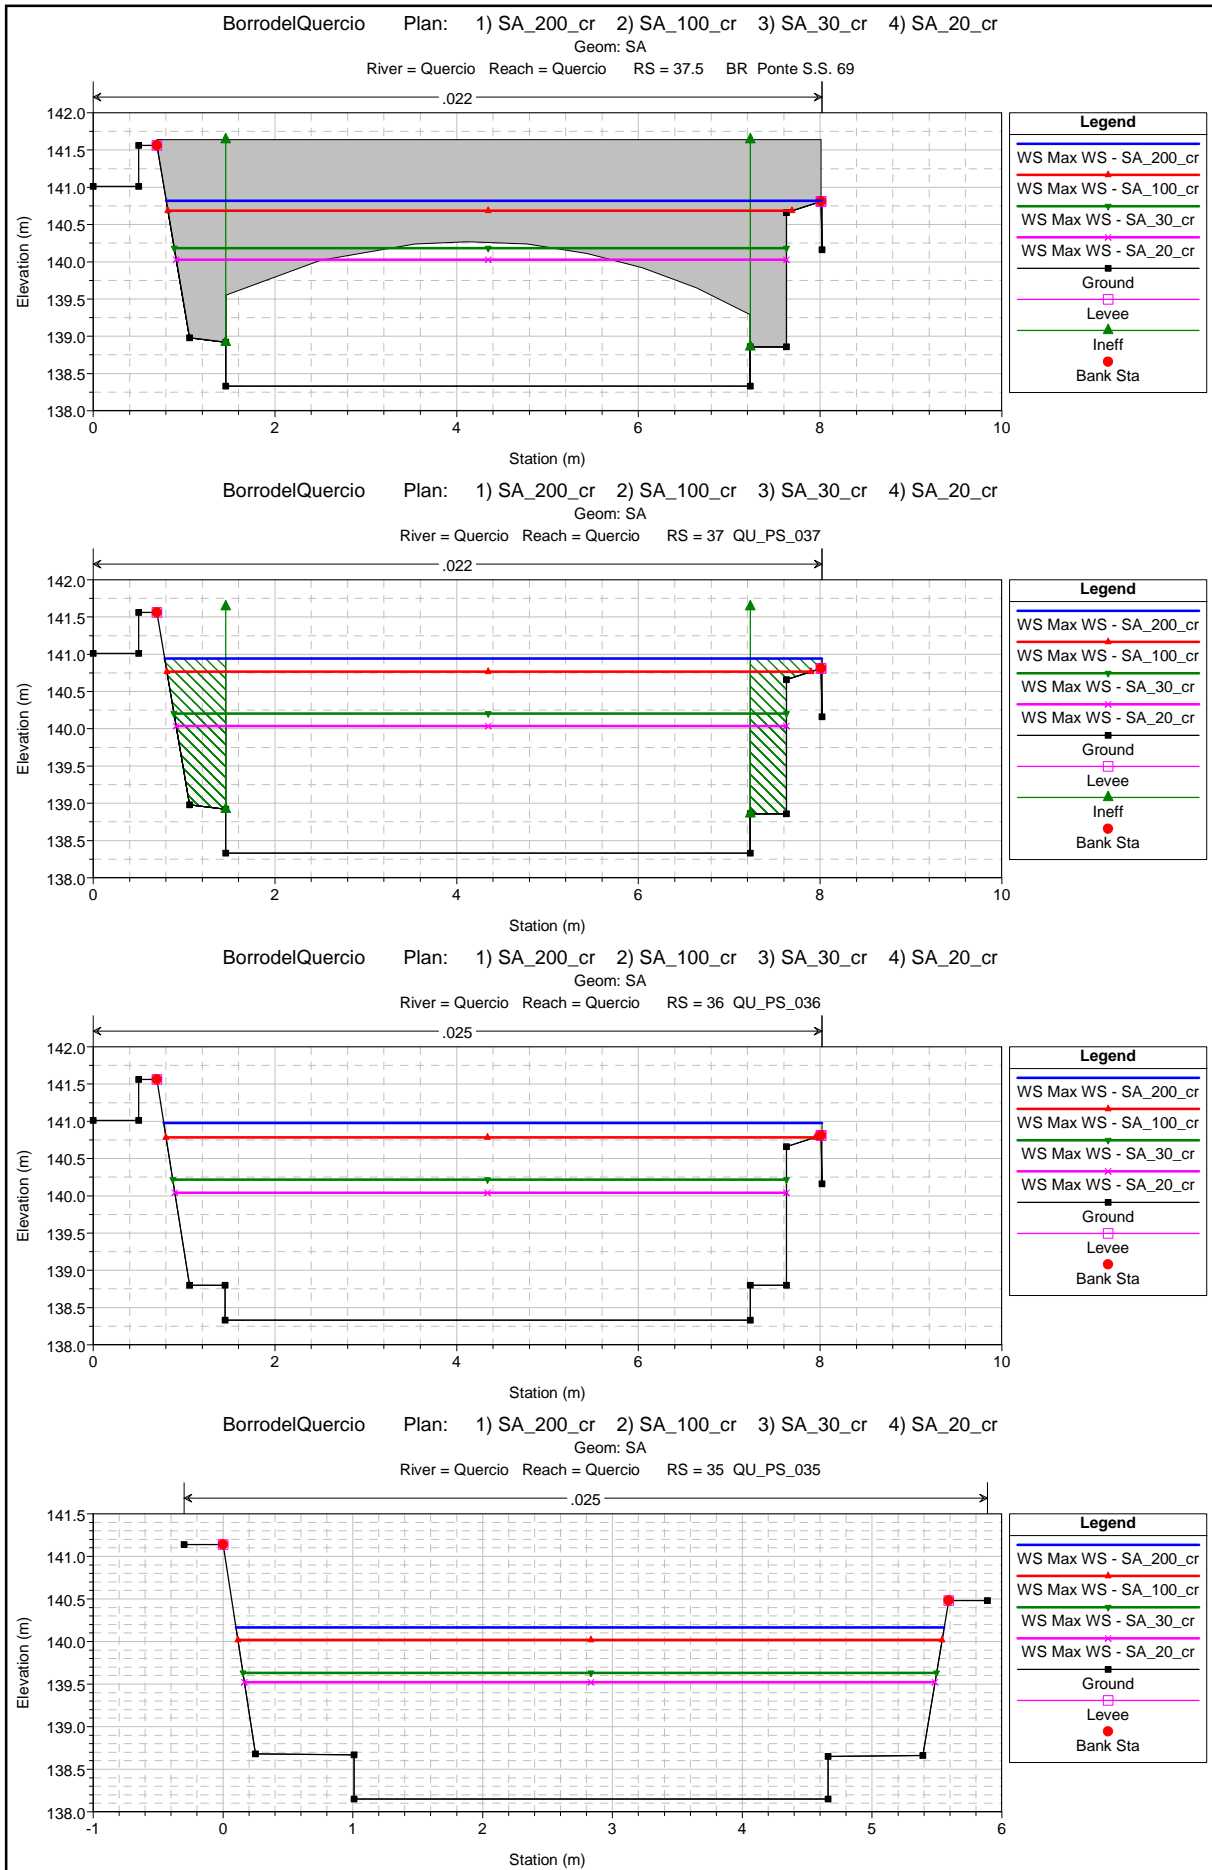 BorrodelQuercio Plan: 1) SA_200_cr 2) SA_100_cr 3) SA_30_cr 4) SA_20_cr
Geom: SA
River = Quercio Reach = Quercio RS = 37.5 BR Ponte S.S. 69
.022
Elevation (m)
142.0
141.5
141.0
140.5
140.0
139.5
139.0
138.5
138.0
0 2 4 6 8 10
Station (m)
Legend
WS Max WS - SA_200_cr
WS Max WS - SA_100_cr
WS Max WS - SA_30_cr
WS Max WS - SA_20_cr
Ground
Levee
Ineff
Bank Sta
BorrodelQuercio Plan: 1) SA_200_cr 2) SA_100_cr 3) SA_30_cr 4) SA_20_cr
Geom: SA
River = Quercio Reach = Quercio RS = 37 QU_PS_037
.022
Elevation (m)
142.0
141.5
141.0
140.5
140.0
139.5
139.0
138.5
138.0
0 2 4 6 8 10
Station (m)
Legend
WS Max WS - SA_200_cr
WS Max WS - SA_100_cr
WS Max WS - SA_30_cr
WS Max WS - SA_20_cr
Ground
Levee
Ineff
Bank Sta
BorrodelQuercio Plan: 1) SA_200_cr 2) SA_100_cr 3) SA_30_cr 4) SA_20_cr
Geom: SA
River = Quercio Reach = Quercio RS = 36 QU_PS_036
.025
Elevation (m)
142.0
141.5
141.0
140.5
140.0
139.5
139.0
138.5
138.0
0 2 4 6 8 10
Station (m)
Legend
WS Max WS - SA_200_cr
WS Max WS - SA_100_cr
WS Max WS - SA_30_cr
WS Max WS - SA_20_cr
Ground
Levee
Bank Sta
BorrodelQuercio Plan: 1) SA_200_cr 2) SA_100_cr 3) SA_30_cr 4) SA_20_cr
Geom: SA
River = Quercio Reach = Quercio RS = 35 QU_PS_035
.025
Elevation (m)
141.5
141.0
140.5
140.0
139.5
139.0
138.5
138.0
-1 0 1 2 3 4 5 6
Station (m)
Legend
WS Max WS - SA_200_cr
WS Max WS - SA_100_cr
WS Max WS - SA_30_cr
WS Max WS - SA_20_cr
Ground
Levee
Bank Sta